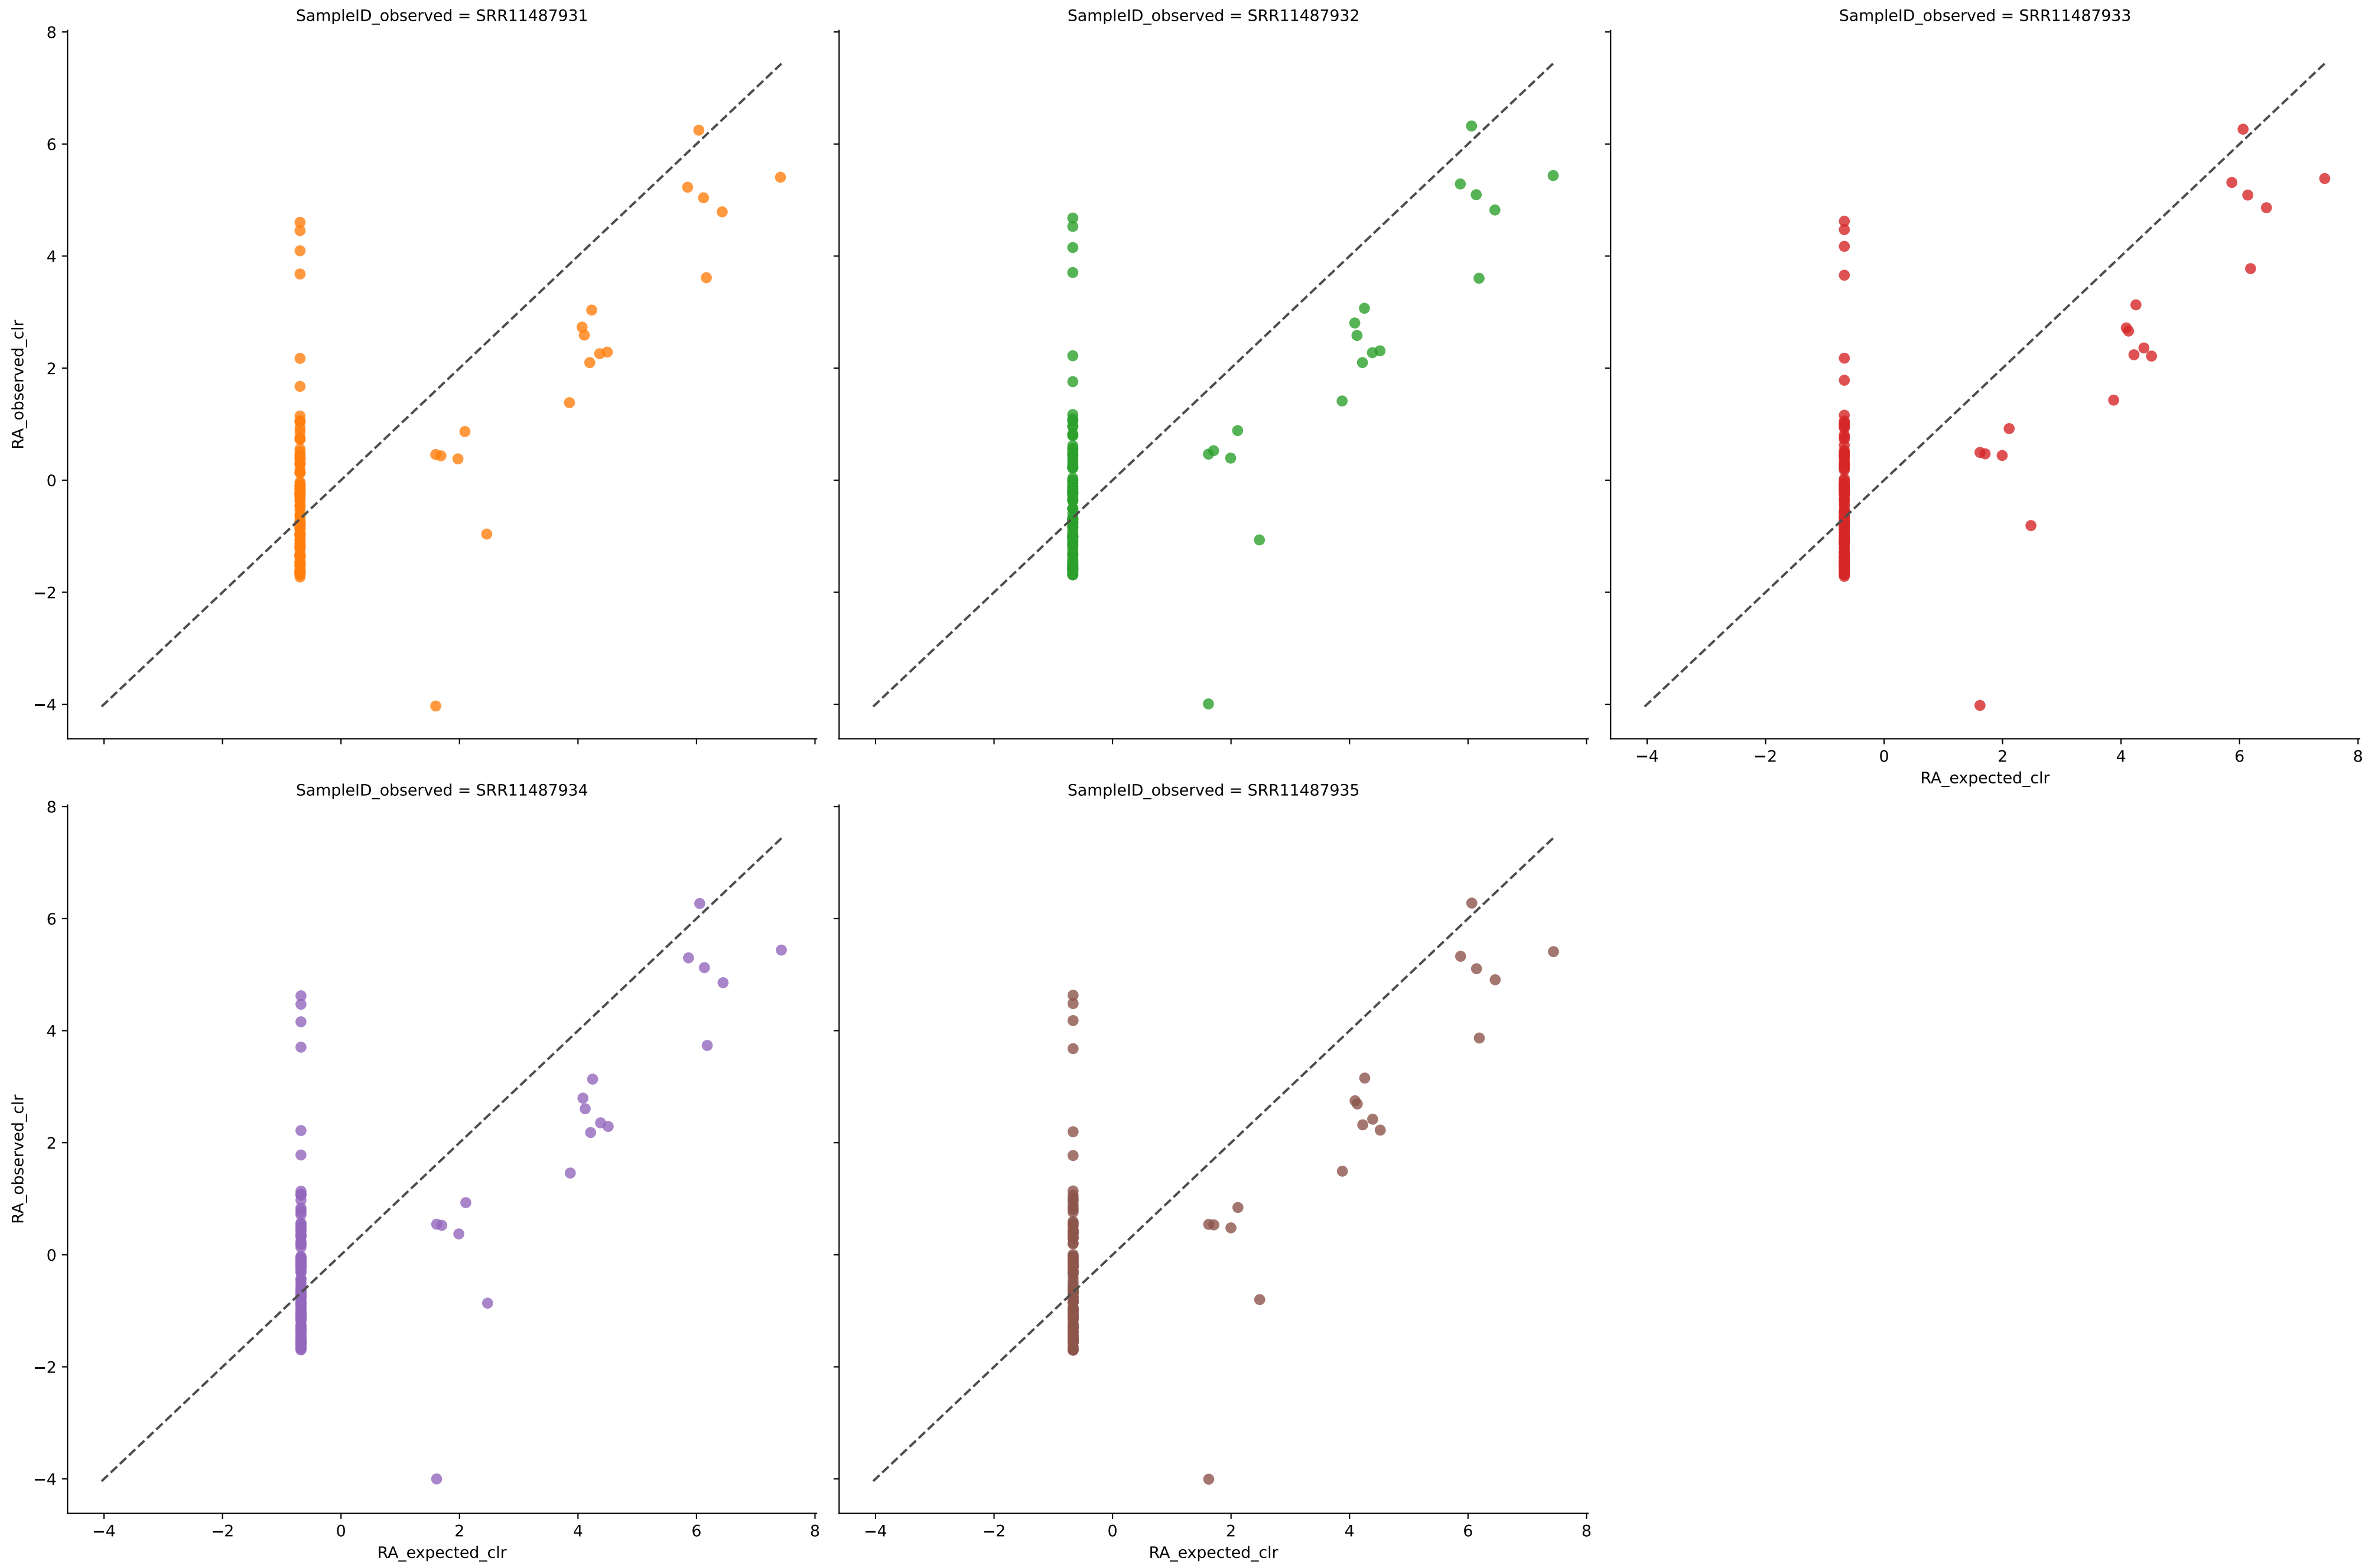 SampleID_observed = SRR11487931
SampleID_observed = SRR11487932
SampleID_observed = SRR11487933
8
6
4
2
0
−2
−4
RA_observed_clr
−4 −2 0 2 4 6 8
RA_expected_clr
SampleID_observed = SRR11487934
SampleID_observed = SRR11487935
8
6
4
2
0
−2
−4
RA_observed_clr
−4 −2 0 2 4 6 8
−4 −2 0 2 4 6 8
RA_expected_clr
RA_expected_clr